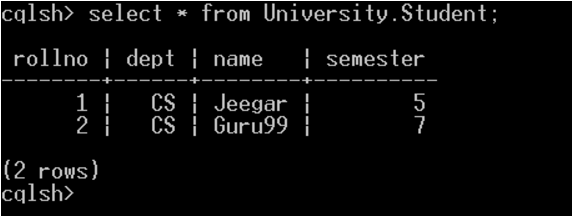 cqlsh> select * from University.Student;
rollno | dept | name | semester
--------+------+--------+----------
1 | CS | Jeegar | 5
2 | CS | Guru99 | 7
(2 rows)
cqlsh>